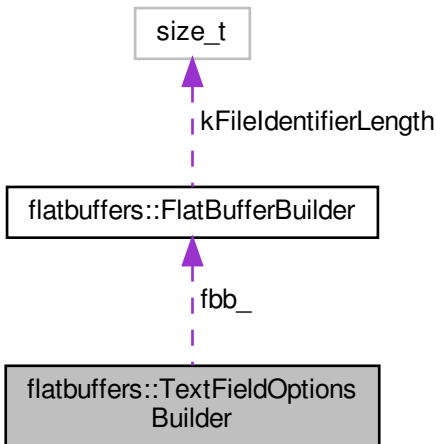 size_t
kFileIdentifierLength
flatbuffers::FlatBufferBuilder
fbb_
flatbuffers::TextFieldOptions
Builder